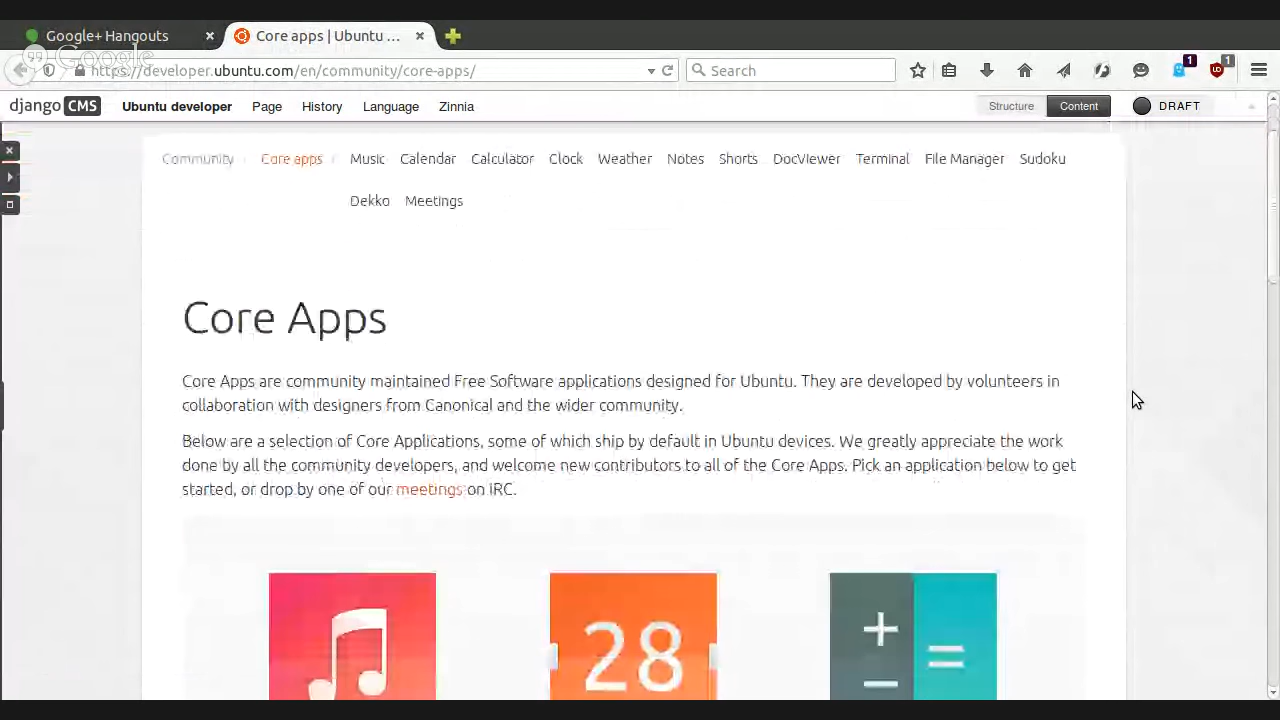 Google+ Hangouts
Core apps | Ubuntu ...
Google
https://developer.ubuntu.com/en/community/core-apps/
Search
1
1
django CMS
Ubuntu developer
Page
History
Language
Zinnia
Structure
Content
DRAFT
Community
Core apps
Music
Calendar
Calculator
Clock
Weather
Notes
Shorts
DocViewer
Terminal
File Manager
Sudoku
Dekko
Meetings
Core Apps
Core Apps are community maintained Free Software applications designed for Ubuntu. They are developed by volunteers in
collaboration with designers from Canonical and the wider community.
Below are a selection of Core Applications, some of which ship by default in Ubuntu devices. We greatly appreciate the work
done by all the community developers, and welcome new contributors to all of the Core Apps. Pick an application below to get
started, or drop by one of our meetings on IRC.
28
+
=
−